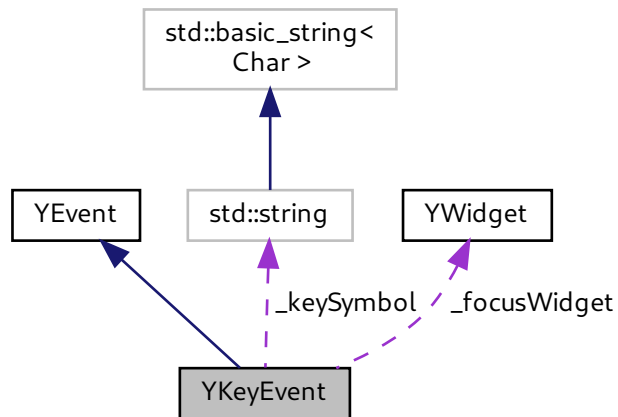 std::basic_string<
Char >
YEvent
std::string
YWidget
_keySymbol
_focusWidget
YKeyEvent